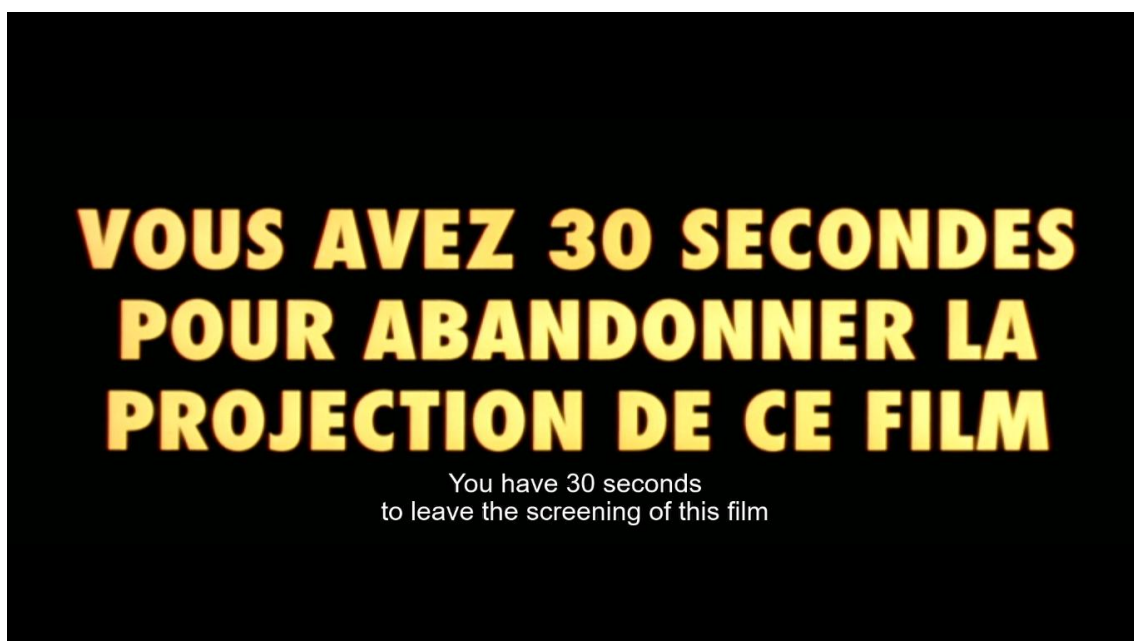 VOUS AVEZ 30 SECONDES
POUR ABANDONNER LA
PROJECTION DE CE FILM
You have 30 seconds
to leave the screening of this film